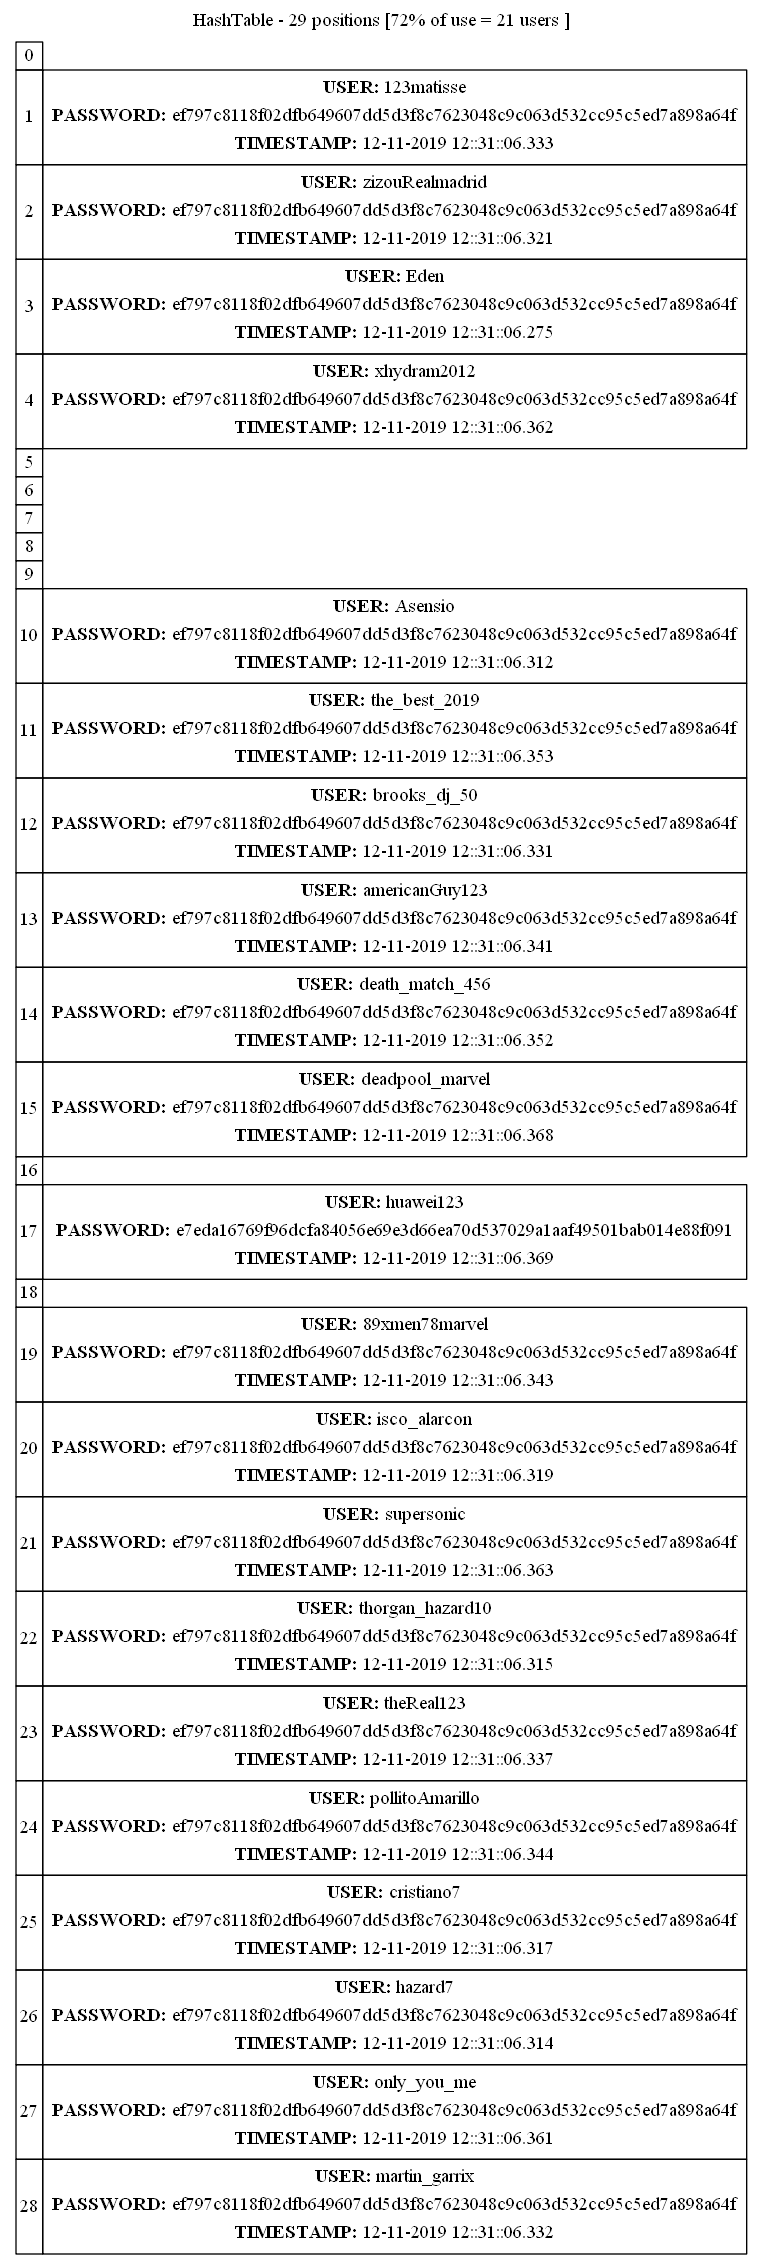 HashTable - 29 positions [72% of use = 21 users ]
0
USER: 123matisse
1
PASSWORD: ef797c8118f02dfb649607dd5d3f8c7623048c9c063d532cc95c5ed7a898a64f
TIMESTAMP: 12-11-2019 12::31::06.333
USER: zizouRealmadrid
2
PASSWORD: ef797c8118f02dfb649607dd5d3f8c7623048c9c063d532cc95c5ed7a898a64f
TIMESTAMP: 12-11-2019 12::31::06.321
USER: Eden
3
PASSWORD: ef797c8118f02dfb649607dd5d3f8c7623048c9c063d532cc95c5ed7a898a64f
TIMESTAMP: 12-11-2019 12::31::06.275
USER: xhydram2012
4
PASSWORD: ef797c8118f02dfb649607dd5d3f8c7623048c9c063d532cc95c5ed7a898a64f
TIMESTAMP: 12-11-2019 12::31::06.362
5
6
7
8
9
USER: Asensio
10
PASSWORD: ef797c8118f02dfb649607dd5d3f8c7623048c9c063d532cc95c5ed7a898a64f
TIMESTAMP: 12-11-2019 12::31::06.312
USER: the_best_2019
11
PASSWORD: ef797c8118f02dfb649607dd5d3f8c7623048c9c063d532cc95c5ed7a898a64f
TIMESTAMP: 12-11-2019 12::31::06.353
USER: brooks_dj_50
12
PASSWORD: ef797c8118f02dfb649607dd5d3f8c7623048c9c063d532cc95c5ed7a898a64f
TIMESTAMP: 12-11-2019 12::31::06.331
USER: americanGuy123
13
PASSWORD: ef797c8118f02dfb649607dd5d3f8c7623048c9c063d532cc95c5ed7a898a64f
TIMESTAMP: 12-11-2019 12::31::06.341
USER: death_match_456
14
PASSWORD: ef797c8118f02dfb649607dd5d3f8c7623048c9c063d532cc95c5ed7a898a64f
TIMESTAMP: 12-11-2019 12::31::06.352
USER: deadpool_marvel
15
PASSWORD: ef797c8118f02dfb649607dd5d3f8c7623048c9c063d532cc95c5ed7a898a64f
TIMESTAMP: 12-11-2019 12::31::06.368
16
USER: huawei123
17
PASSWORD: e7eda16769f96dcfa84056e69e3d66ea70d537029a1aaf49501bab014e88f091
TIMESTAMP: 12-11-2019 12::31::06.369
18
USER: 89xmen78marvel
19
PASSWORD: ef797c8118f02dfb649607dd5d3f8c7623048c9c063d532cc95c5ed7a898a64f
TIMESTAMP: 12-11-2019 12::31::06.343
USER: isco_alarcon
20
PASSWORD: ef797c8118f02dfb649607dd5d3f8c7623048c9c063d532cc95c5ed7a898a64f
TIMESTAMP: 12-11-2019 12::31::06.319
USER: supersonic
21
PASSWORD: ef797c8118f02dfb649607dd5d3f8c7623048c9c063d532cc95c5ed7a898a64f
TIMESTAMP: 12-11-2019 12::31::06.363
USER: thorgan_hazard10
22
PASSWORD: ef797c8118f02dfb649607dd5d3f8c7623048c9c063d532cc95c5ed7a898a64f
TIMESTAMP: 12-11-2019 12::31::06.315
USER: theReal123
23
PASSWORD: ef797c8118f02dfb649607dd5d3f8c7623048c9c063d532cc95c5ed7a898a64f
TIMESTAMP: 12-11-2019 12::31::06.337
USER: pollitoAmarillo
24
PASSWORD: ef797c8118f02dfb649607dd5d3f8c7623048c9c063d532cc95c5ed7a898a64f
TIMESTAMP: 12-11-2019 12::31::06.344
USER: cristiano7
25
PASSWORD: ef797c8118f02dfb649607dd5d3f8c7623048c9c063d532cc95c5ed7a898a64f
TIMESTAMP: 12-11-2019 12::31::06.317
USER: hazard7
26
PASSWORD: ef797c8118f02dfb649607dd5d3f8c7623048c9c063d532cc95c5ed7a898a64f
TIMESTAMP: 12-11-2019 12::31::06.314
USER: only_you_me
27
PASSWORD: ef797c8118f02dfb649607dd5d3f8c7623048c9c063d532cc95c5ed7a898a64f
TIMESTAMP: 12-11-2019 12::31::06.361
USER: martin_garrix
28
PASSWORD: ef797c8118f02dfb649607dd5d3f8c7623048c9c063d532cc95c5ed7a898a64f
TIMESTAMP: 12-11-2019 12::31::06.332